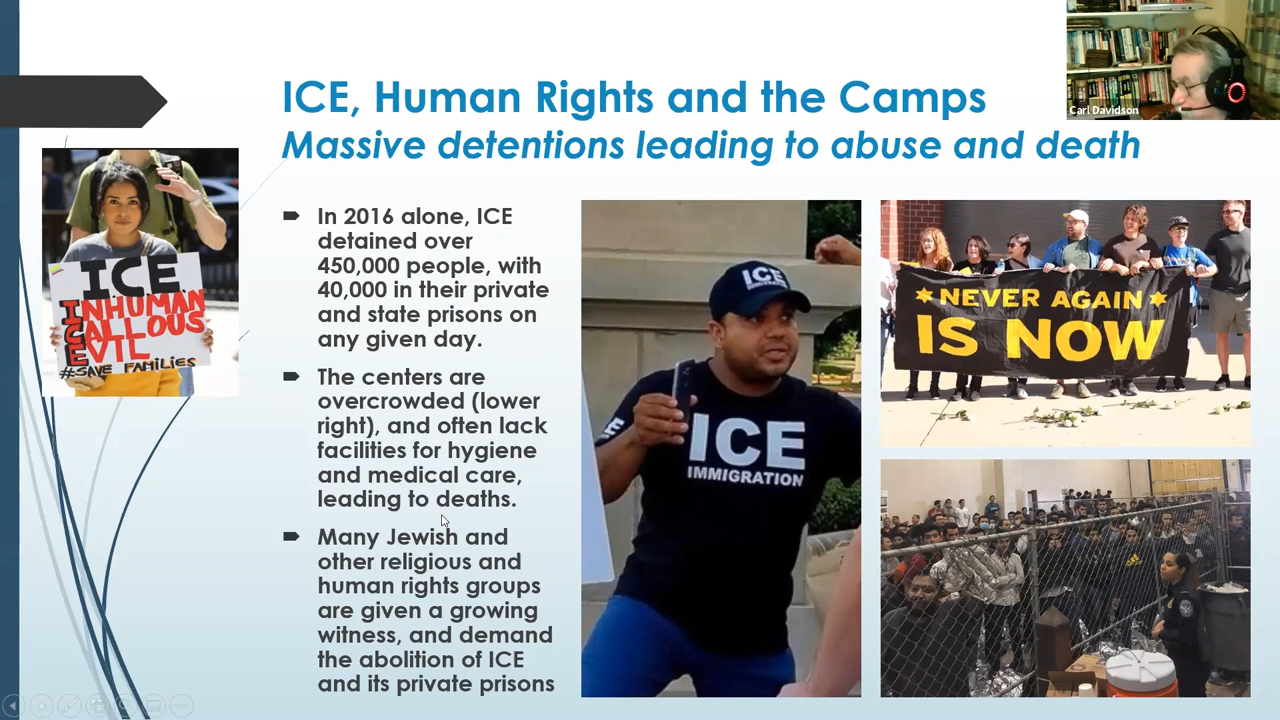 ICE, Human Rights and the Camps
Massive detentions leading to abuse and death
Carl Davidson
ICE
INHUMAN
CALLOUS
EVIL
#SAVE FAMILIES
In 2016 alone, ICE
detained over
450,000 people, with
40,000 in their private
and state prisons on
any given day.
The centers are
overcrowded (lower
right), and often lack
facilities for hygiene
and medical care,
leading to deaths.
Many Jewish and
other religious and
human rights groups
are given a growing
witness, and demand
the abolition of ICE
and its private prisons
ICE
IMMIGRATION
ICE
IMMIGRATION
NEVER AGAIN
IS NOW